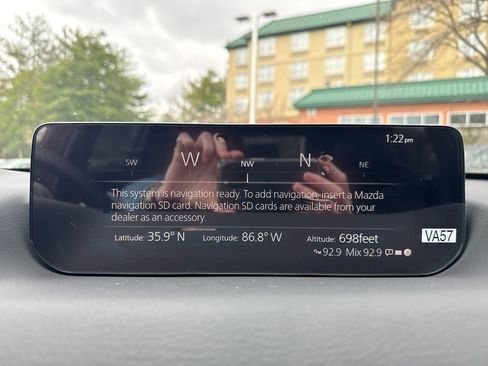 1:22pm
SW W NW N NE
This system is navigation ready. To add navigation, insert a Mazda
navigation SD card. Navigation SD cards are available from your
dealer as an accessory.
Latitude: 35.9° N Longitude: 86.8° W Altitude: 698feet
VA57
92.9 Mix 92.9